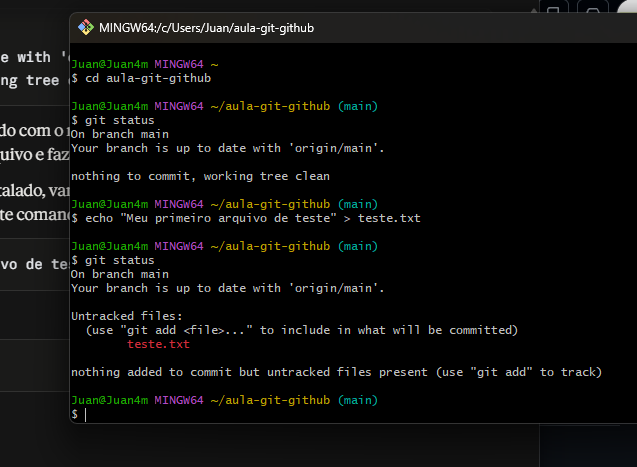 MINGW64:/c/Users/Juan/aula-git-github
e with '
ng tree
do com o
quivo e faz
talado, var
te coman
vo de te
Juan@Juan4m MINGW64 ~
$ cd aula-git-github
Juan@Juan4m MINGW64 ~/aula-git-github (main)
$ git status
On branch main
Your branch is up to date with 'origin/main'.
nothing to commit, working tree clean
Juan@Juan4m MINGW64 ~/aula-git-github (main)
$ echo "Meu primeiro arquivo de teste" > teste.txt
Juan@Juan4m MINGW64 ~/aula-git-github (main)
$ git status
On branch main
Your branch is up to date with 'origin/main'.
Untracked files:
(use "git add <file>..." to include in what will be committed)
teste.txt
nothing added to commit but untracked files present (use "git add" to track)
Juan@Juan4m MINGW64 ~/aula-git-github (main)
$